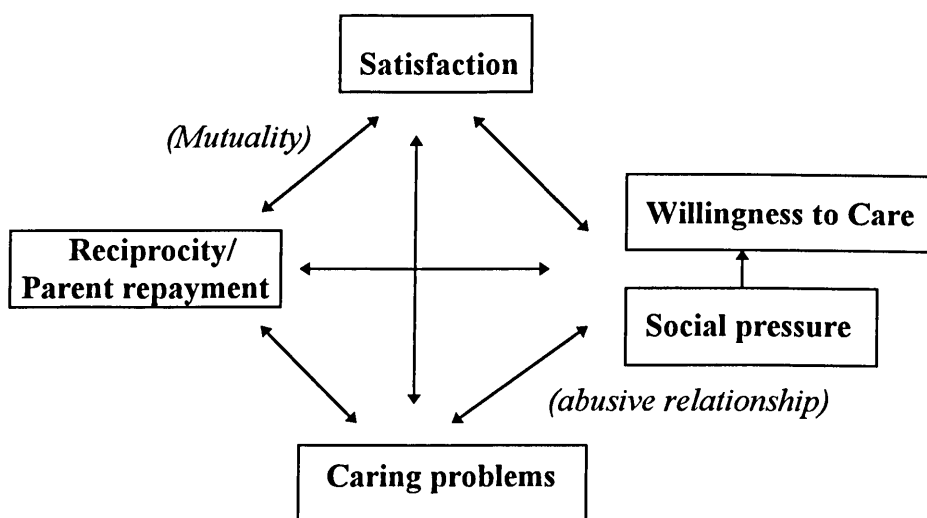 Satisfaction
(Mutuality)
Willingness to Care
Reciprocity/
Parent repayment
Social pressure
(abusive relationship)
Caring problems